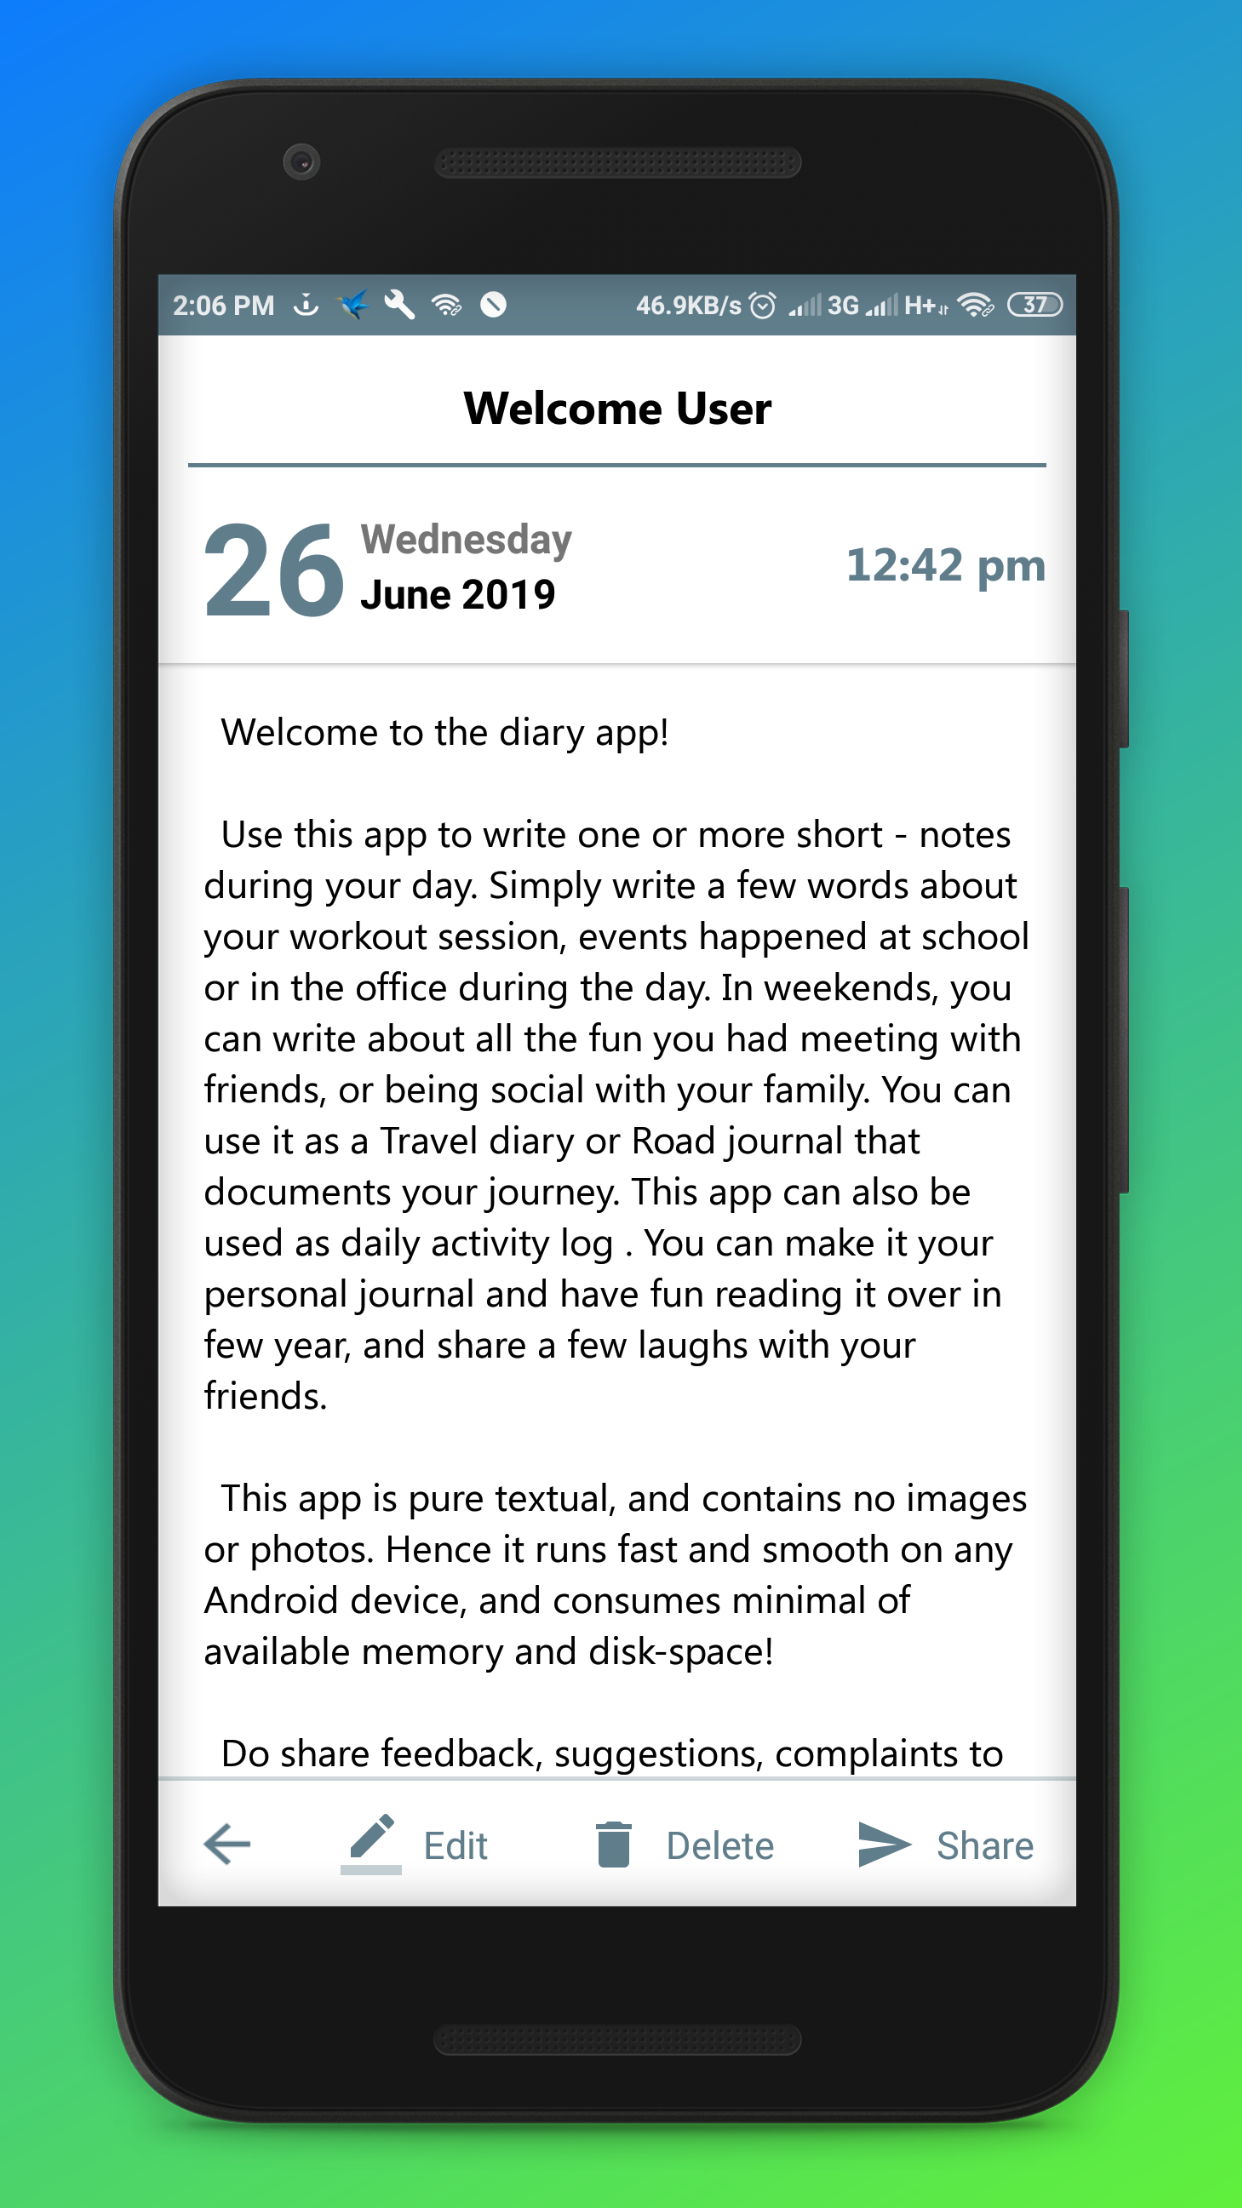 2:06 PM 46.9KB/s 3G H+ 37
Welcome User
26 Wednesday
June 2019
12:42 pm
Welcome to the diary app!
Use this app to write one or more short - notes
during your day. Simply write a few words about
your workout session, events happened at school
or in the office during the day. In weekends, you
can write about all the fun you had meeting with
friends, or being social with your family. You can
use it as a Travel diary or Road journal that
documents your journey. This app can also be
used as daily activity log . You can make it your
personal journal and have fun reading it over in
few year, and share a few laughs with your
friends.
This app is pure textual, and contains no images
or photos. Hence it runs fast and smooth on any
Android device, and consumes minimal of
available memory and disk-space!
Do share feedback, suggestions, complaints to
Edit Delete Share